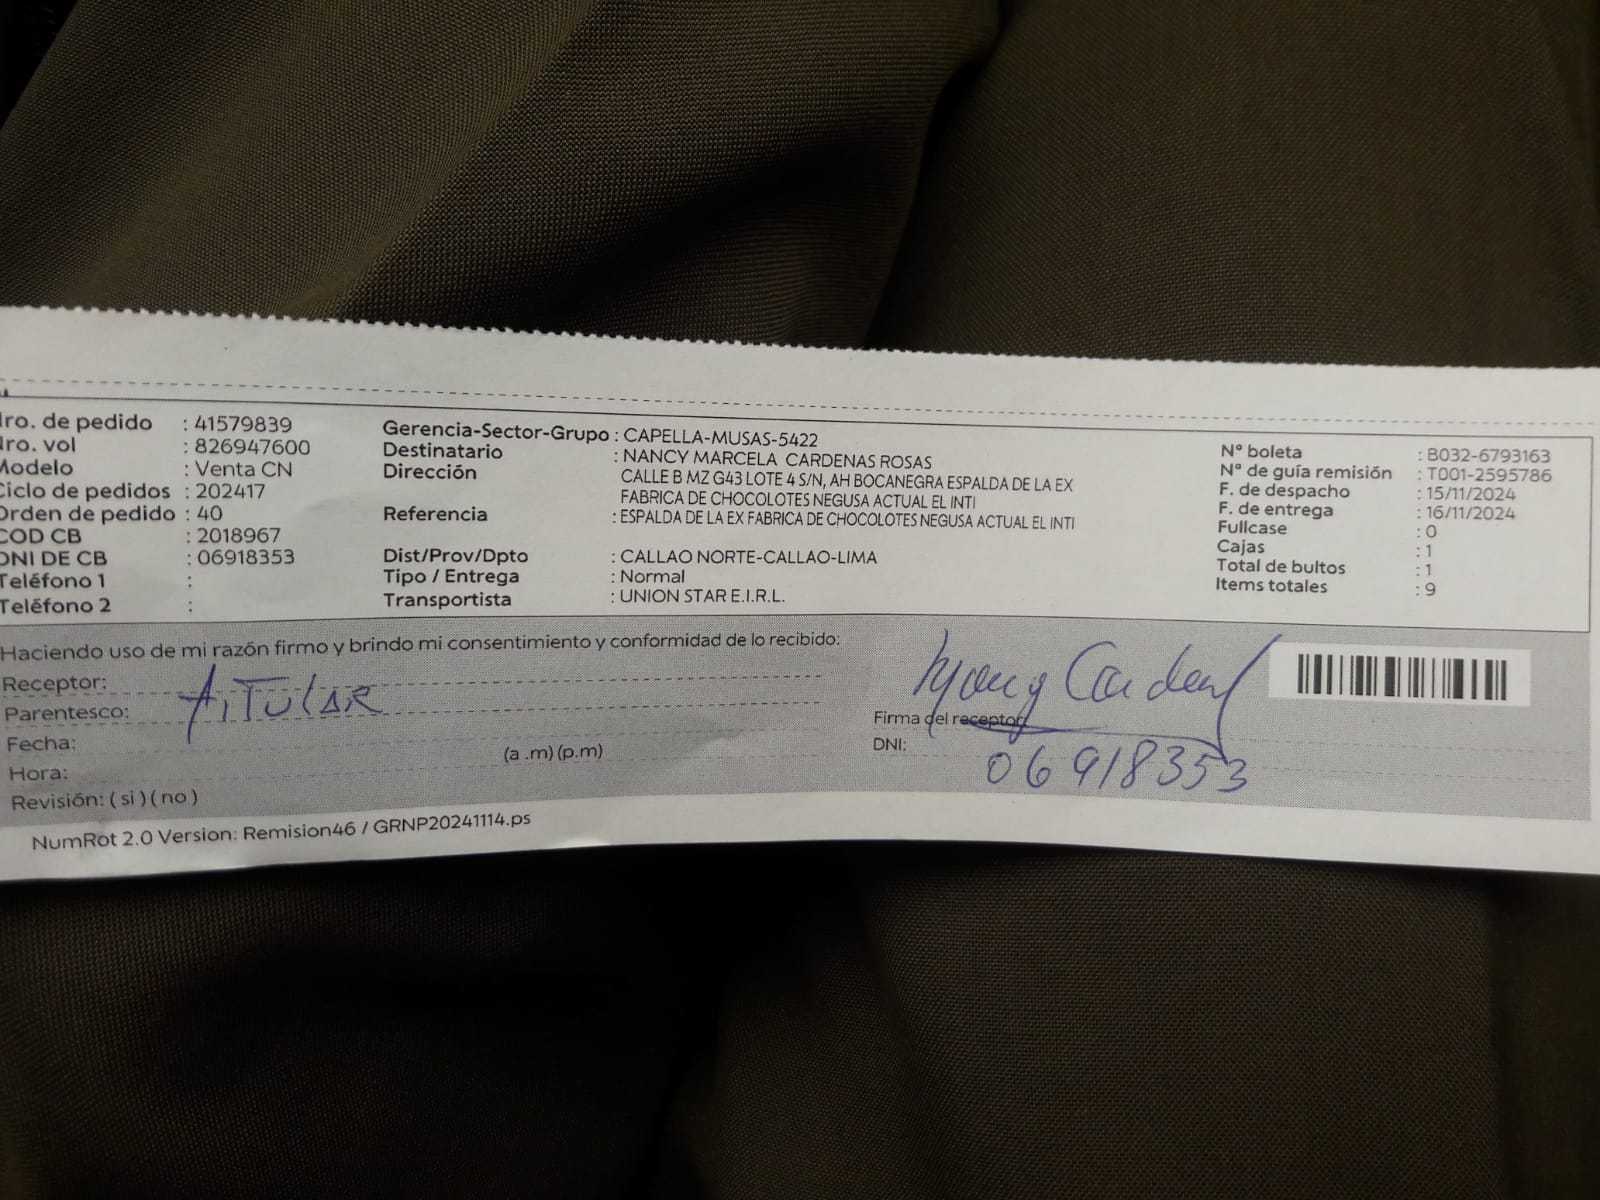 Nro. de pedido : 41579839
Nro. vol : 826947600
Modelo : Venta CN
Ciclo de pedidos : 202417
Orden de pedido : 40
COD CB : 2018967
DNI DE CB : 06918353
Teléfono 1 :
Teléfono 2 :
Gerencia-Sector-Grupo : CAPELLA-MUSAS-5422
Destinatario : NANCY MARCELA CARDENAS ROSAS
Dirección CALLE B MZ G43 LOTE 4 S/N, AH BOCANEGRA ESPALDA DE LA EX
FABRICA DE CHOCOLOTES NEGUSA ACTUAL EL INTI
Referencia : ESPALDA DE LA EX FABRICA DE CHOCOLOTES NEGUSA ACTUAL EL INTI
Dist/Prov/Dpto : CALLAO NORTE-CALLAO-LIMA
Tipo / Entrega : Normal
Transportista : UNION STAR E.I.R.L.
Nº boleta : B032-6793163
Nº de guía remisión : T001-2595786
F. de despacho : 15/11/2024
F. de entrega : 16/11/2024
Fullcase : 0
Cajas : 1
Total de bultos : 1
Items totales : 9
Haciendo uso de mi razón firmo y brindo mi consentimiento y conformidad de lo recibido:
Receptor:
Parentesco: TiTULAR
Fecha:
Hora: (a .m) (p.m)
Revisión: ( si ) ( no )
Nancy Cardenas
Firma del receptor
DNI: 06918353
NumRot 2.0 Version: Remision46 / GRNP20241114.ps